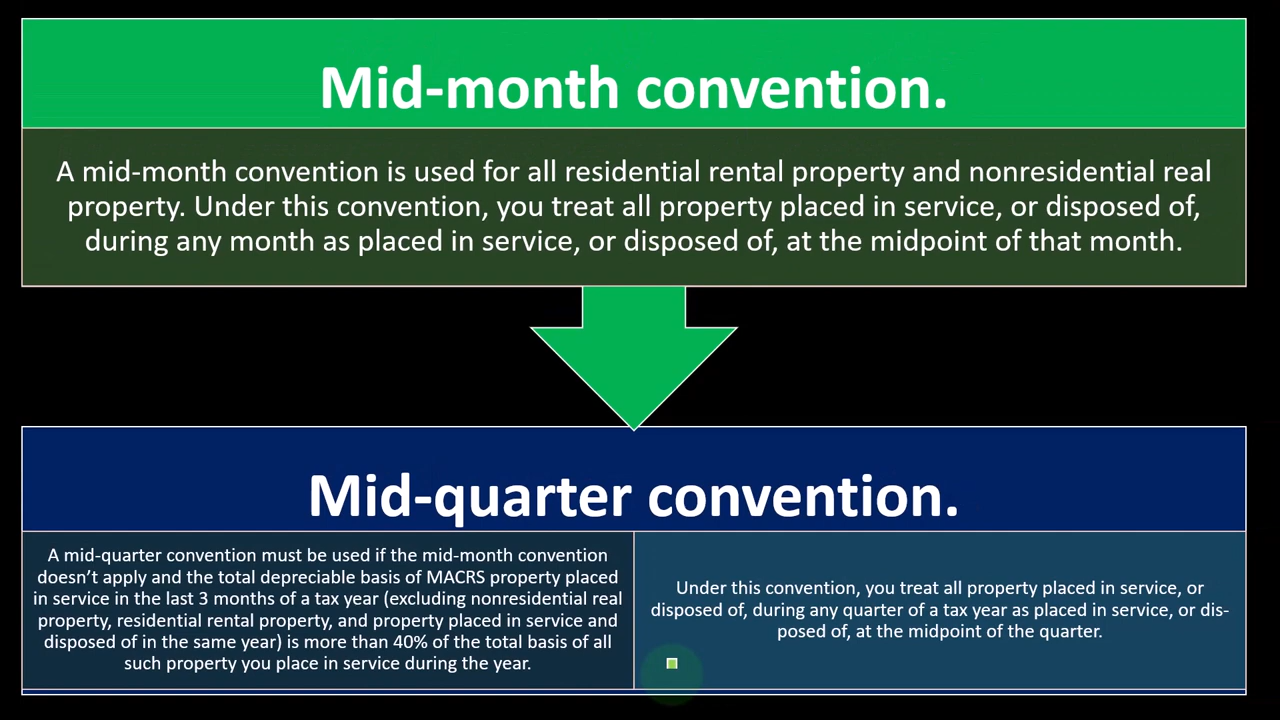 Mid-month convention.
A mid-month convention is used for all residential rental property and nonresidential real
property. Under this convention, you treat all property placed in service, or disposed of,
during any month as placed in service, or disposed of, at the midpoint of that month.
Mid-quarter convention.
A mid-quarter convention must be used if the mid-month convention
doesn’t apply and the total depreciable basis of MACRS property placed
in service in the last 3 months of a tax year (excluding nonresidential real
property, residential rental property, and property placed in service and
disposed of in the same year) is more than 40% of the total basis of all
such property you place in service during the year.
Under this convention, you treat all property placed in service, or
disposed of, during any quarter of a tax year as placed in service, or dis-
posed of, at the midpoint of the quarter.